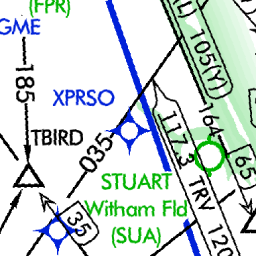 (FPR)
GME
105(Y)
185
XPRSO
TBIRD
035
117.3 TRV 120
164
65
STUART
Witham Fld
(SUA)
35